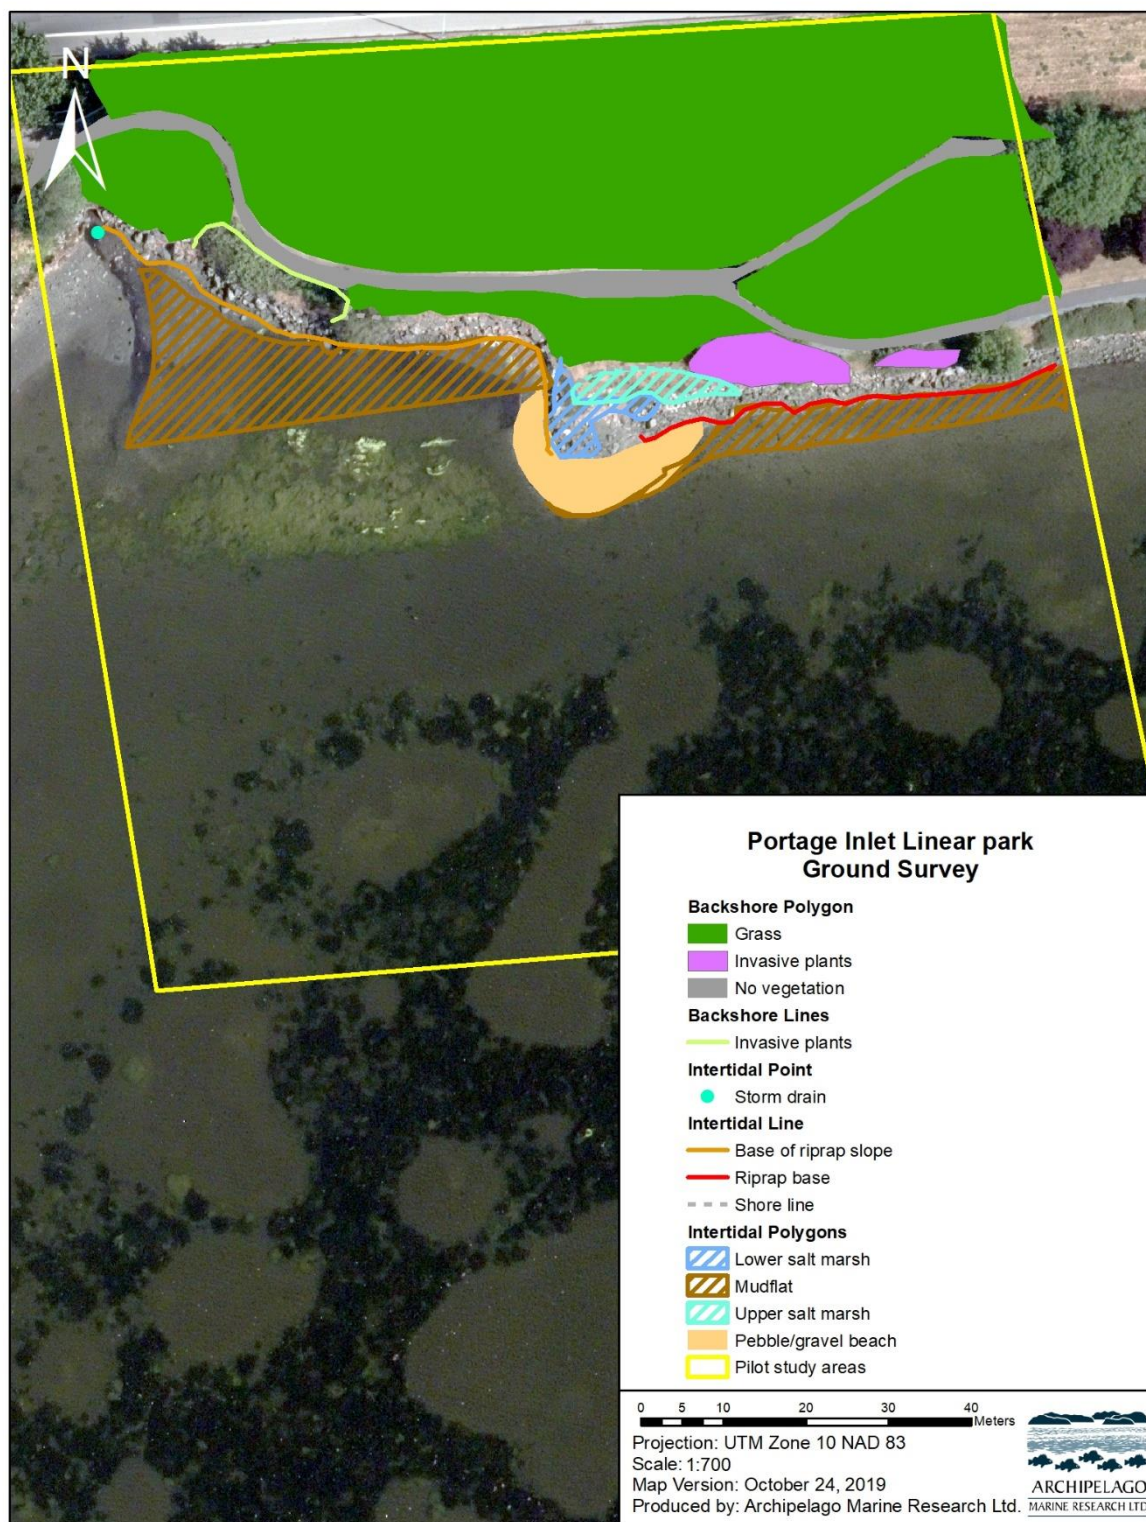 N
Portage Inlet Linear park
Ground Survey
Backshore Polygon
Grass
Invasive plants
No vegetation
Backshore Lines
Invasive plants
Intertidal Point
Storm drain
Intertidal Line
Base of riprap slope
Riprap base
Shore line
Intertidal Polygons
Lower salt marsh
Mudflat
Upper salt marsh
Pebble/gravel beach
Pilot study areas
0 5 10 20 30 40
Meters
Projection: UTM Zone 10 NAD 83
Scale: 1:700
Map Version: October 24, 2019
Produced by: Archipelago Marine Research Ltd.
ARCHIPELAGO
MARINE RESEARCH LTD